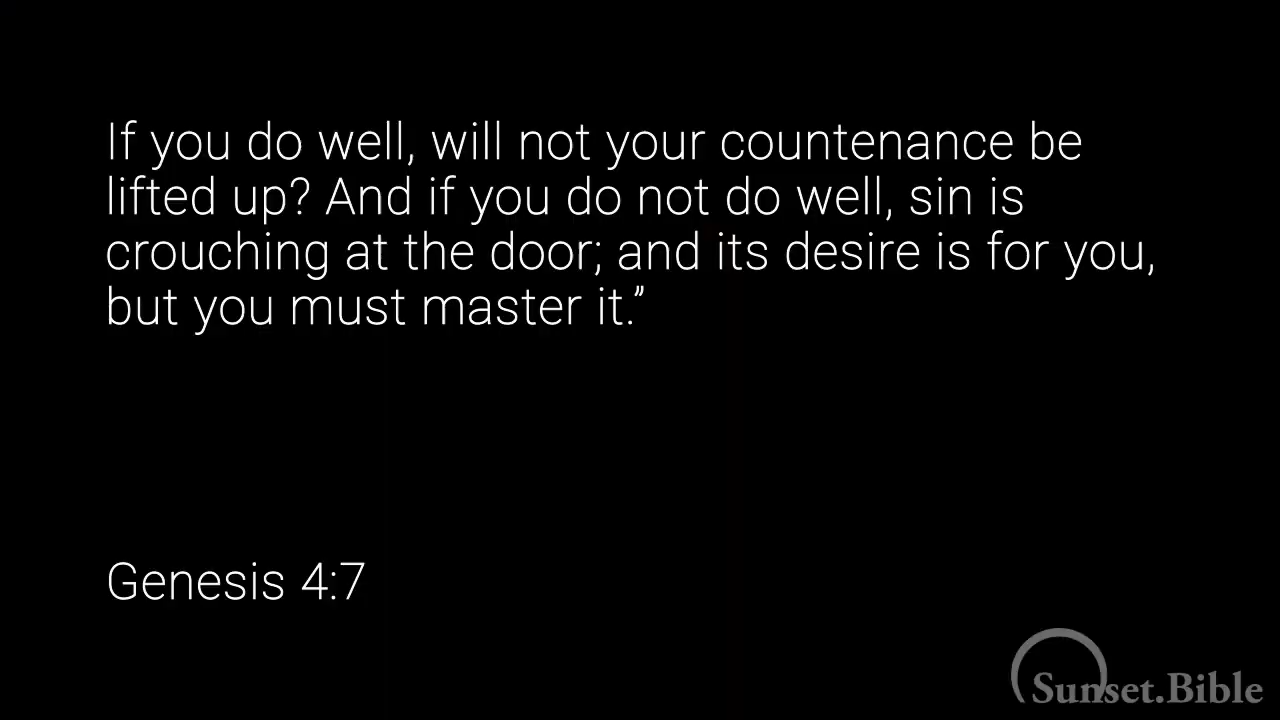 If you do well, will not your countenance be
lifted up? And if you do not do well, sin is
crouching at the door; and its desire is for you,
but you must master it.”
Genesis 4:7
Sunset.Bible